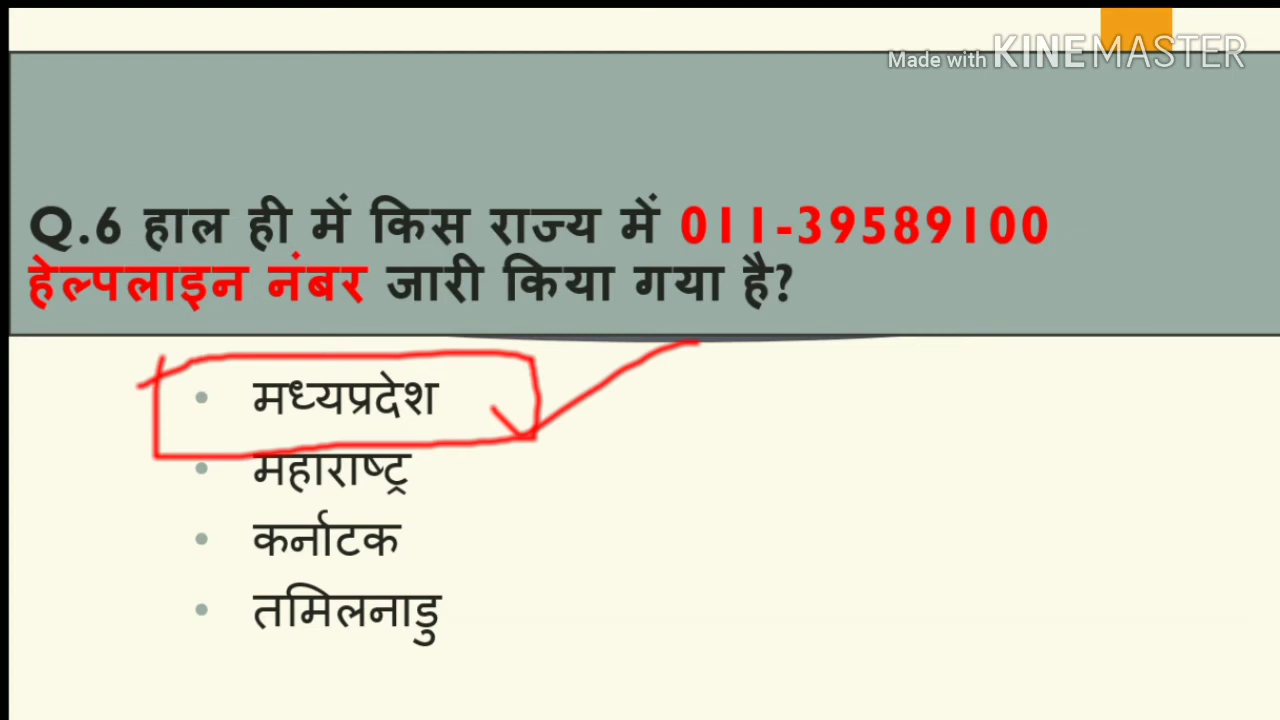 Made with KINEMASTER
Q.6 हाल ही में किस राज्य में 011-39589100
हेल्पलाइन नंबर जारी किया गया है?
• मध्यप्रदेश
• महाराष्ट्र
• कर्नाटक
• तमिलनाडु